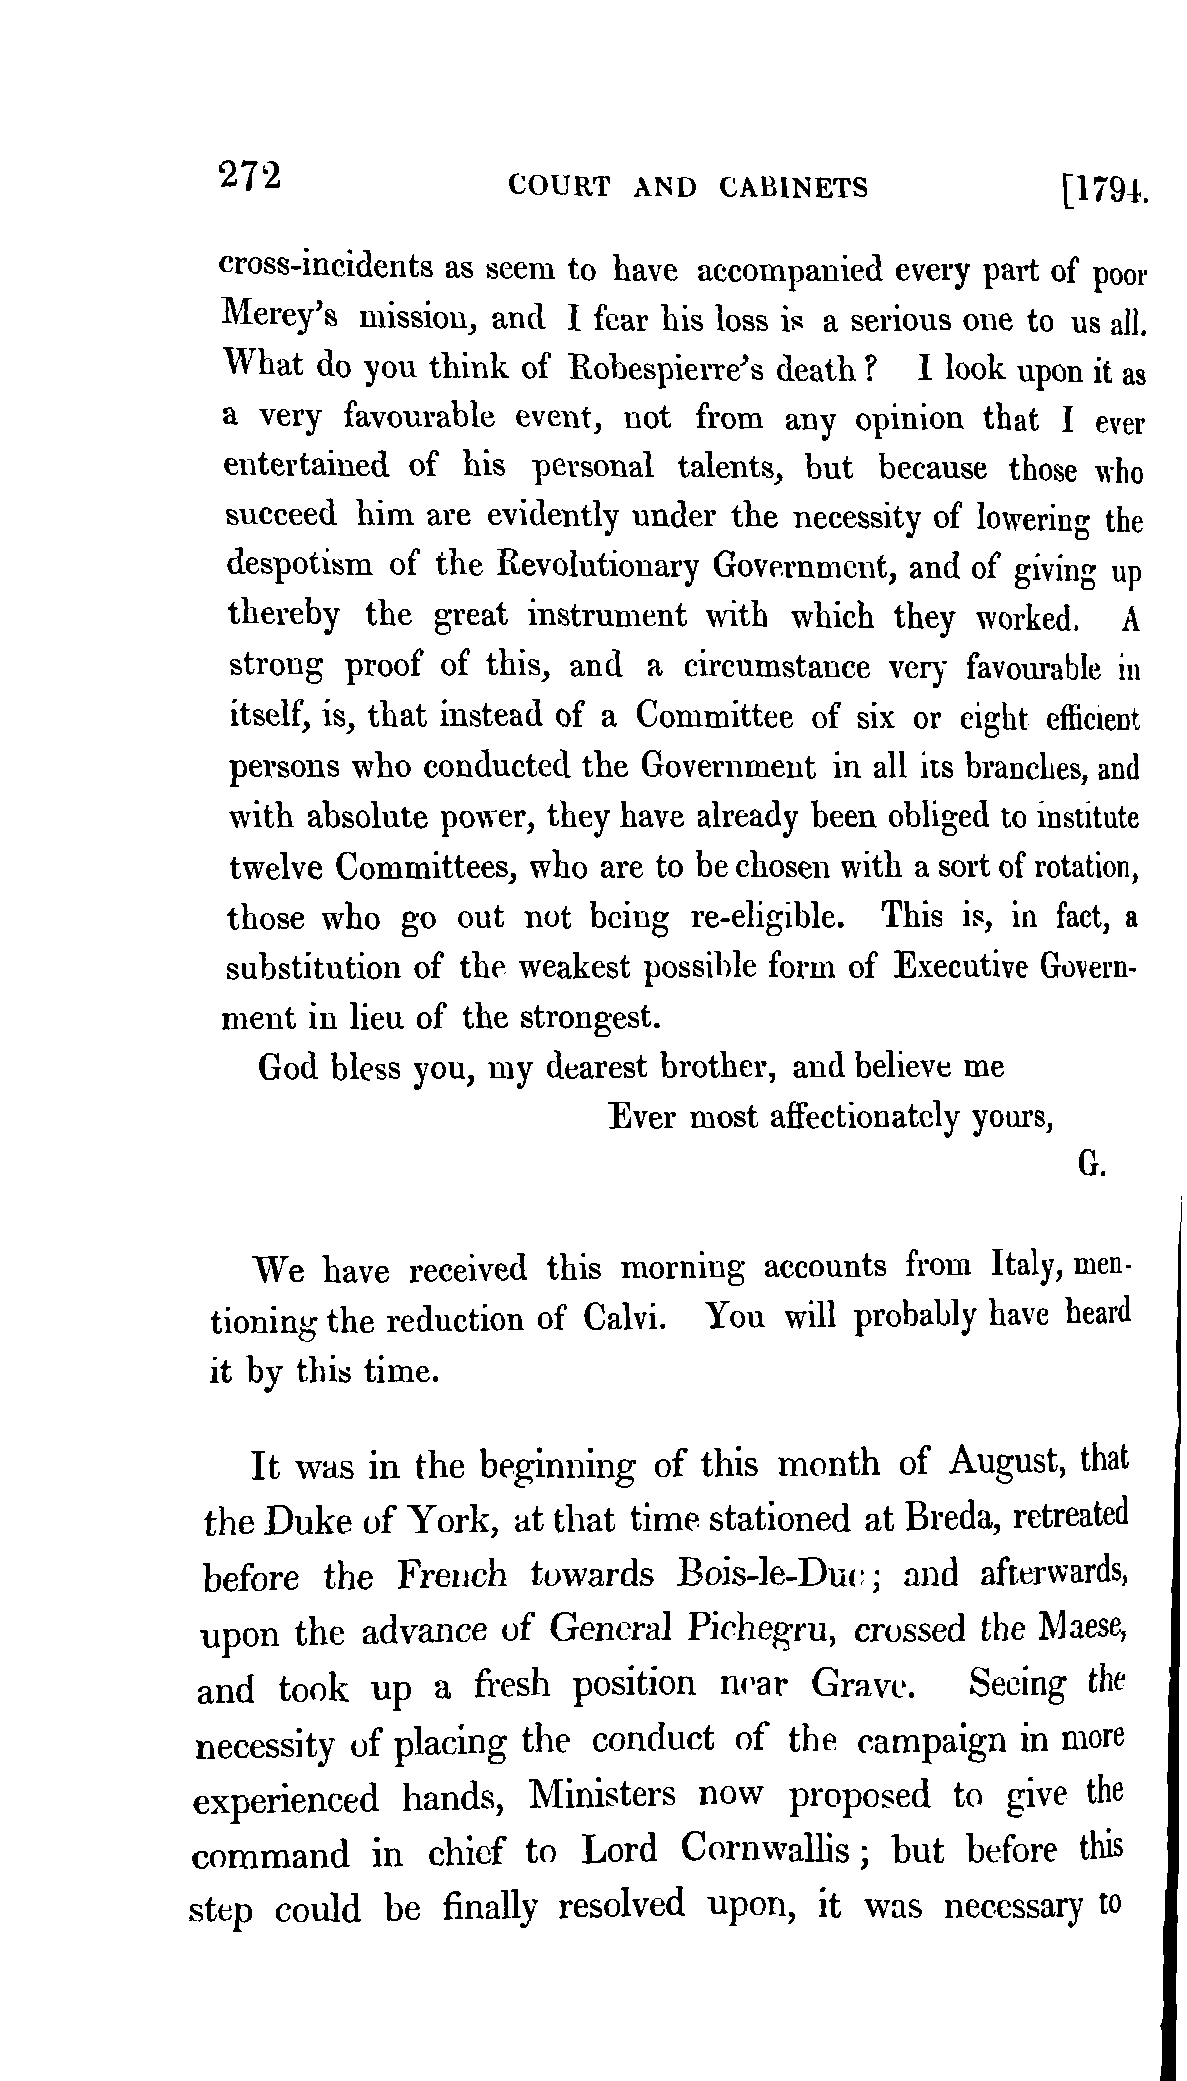 272 COURT AND CABINETS [1794.
cross-incidents as seem to have accompanied every part of poor
Merey's mission, and I fear his loss is a serious one to us all.
What do you think of Robespierre's death? I look upon it as
a very favourable event, not from any opinion that I ever
entertained of his personal talents, but because those who
succeed him are evidently under the necessity of lowering the
despotism of the Revolutionary Government, and of giving up
thereby the great instrument with which they worked. A
strong proof of this, and a circumstance very favourable in
itself, is, that instead of a Committee of six or eight efficient
persons who conducted the Government in all its branches, and
with absolute power, they have already been obliged to institute
twelve Committees, who are to be chosen with a sort of rotation,
those who go out not being re-eligible. This is, in fact, a
substitution of the weakest possible form of Executive Govern-
ment in lieu of the strongest.
God bless you, my dearest brother, and believe me
Ever most affectionately yours,
G.
We have received this morning accounts from Italy, men-
tioning the reduction of Calvi. You will probably have heard
it by this time.
It was in the beginning of this month of August, that
the Duke of York, at that time stationed at Breda, retreated
before the French towards Bois-le-Duc; and afterwards,
upon the advance of General Pichegru, crossed the Maese,
and took up a fresh position near Grave. Seeing the
necessity of placing the conduct of the campaign in more
experienced hands, Ministers now proposed to give the
command in chief to Lord Cornwallis; but before this
step could be finally resolved upon, it was necessary to